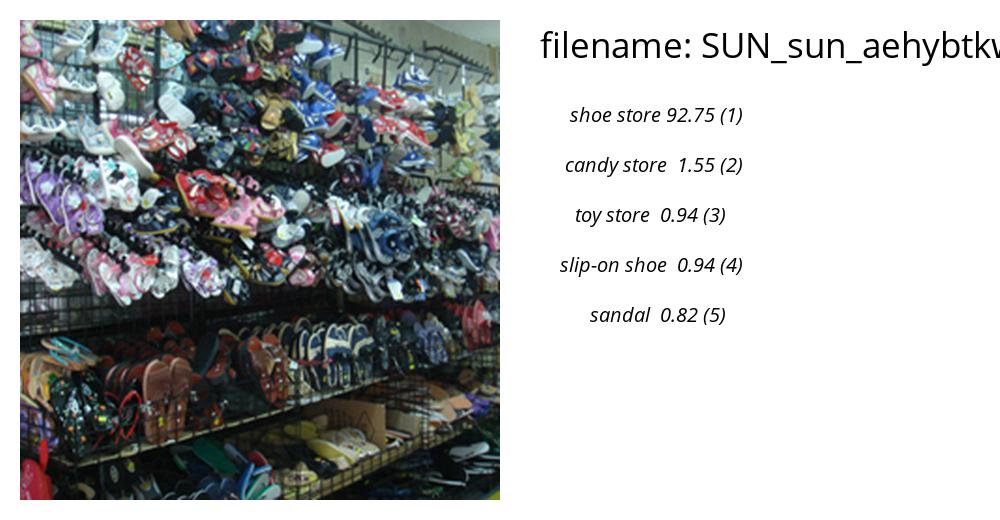 filename: SUN_sun_aehybtkw
shoe store 92.75 (1)
candy store 1.55 (2)
toy store 0.94 (3)
slip-on shoe 0.94 (4)
sandal 0.82 (5)